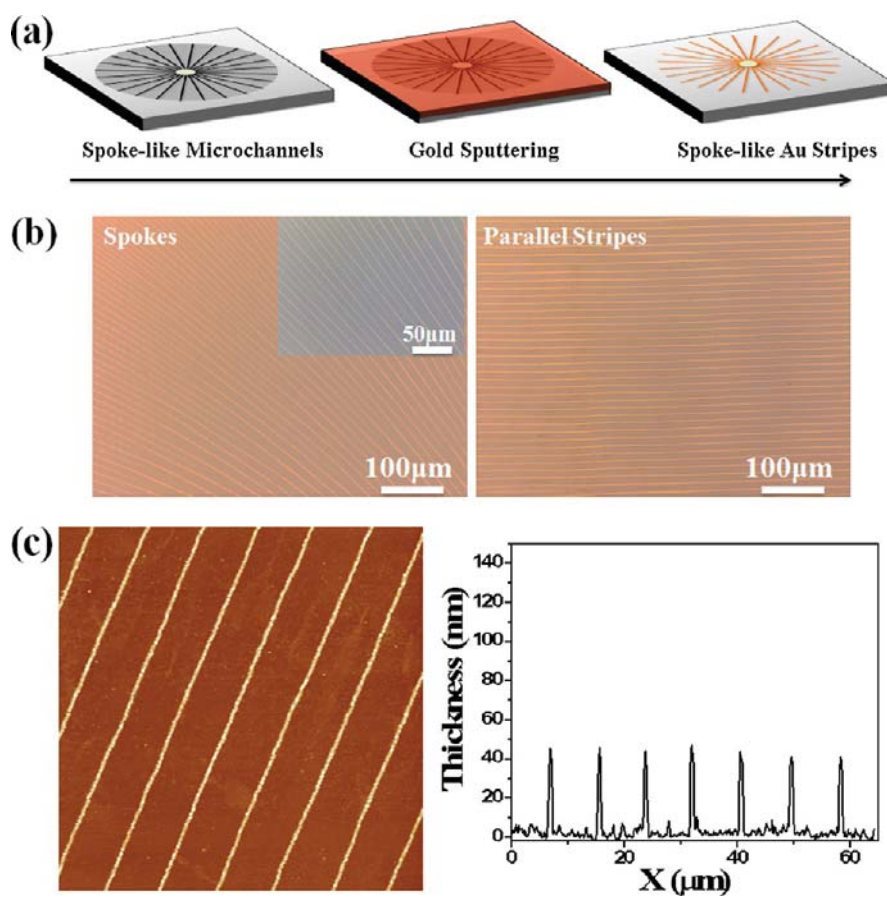 (a)
Spoke-like Microchannels Gold Sputtering Spoke-like Au Stripes
(b)
Spokes
50μm
100μm
Parallel Stripes
100μm
(c)
Thickness (nm)
140
120
100
80
60
40
20
0
0 20 40 60
X (μm)